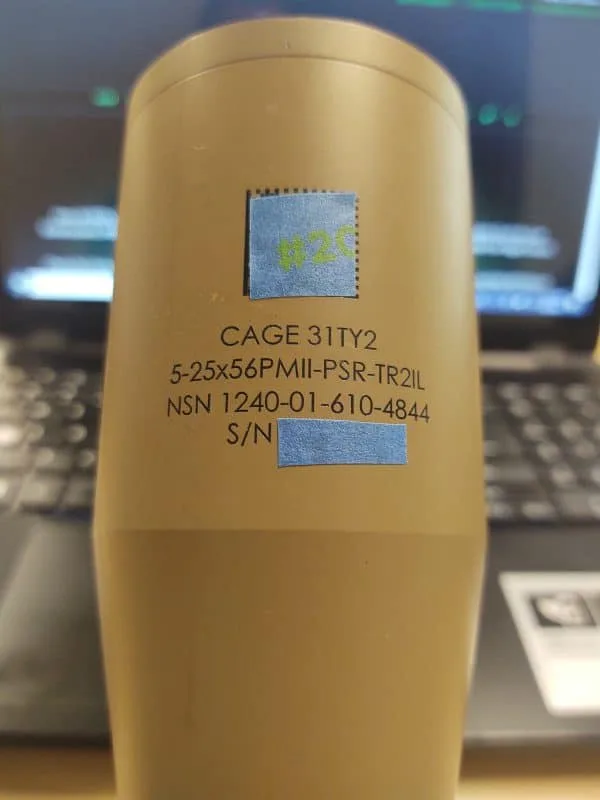 #2C
CAGE 31TY2
5-25x56PMII-PSR-TR2IL
NSN 1240-01-610-4844
S/N